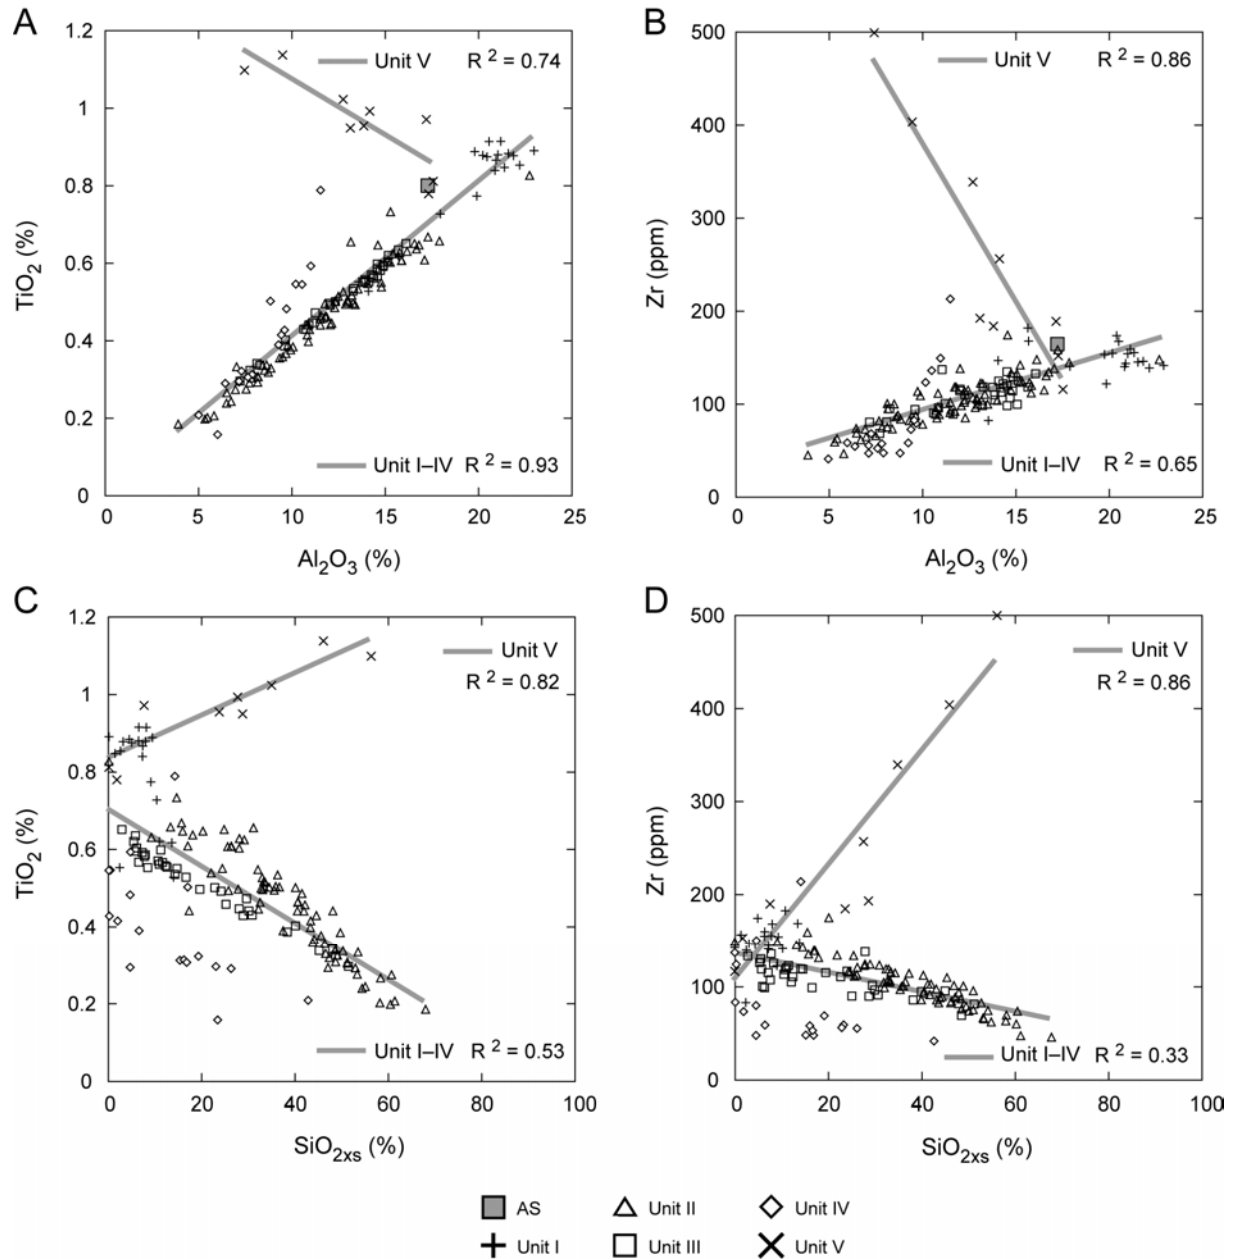 A
1.2
1
0.8
0.6
0.4
0.2
0
TiO2 (%)
Unit V R 2 = 0.74
Unit I–IV R 2 = 0.93
0 5 10 15 20 25
Al2O3 (%)
B
500
400
300
200
100
0
Zr (ppm)
Unit V R 2 = 0.86
Unit I–IV R 2 = 0.65
0 5 10 15 20 25
Al2O3 (%)
C
1.2
1
0.8
0.6
0.4
0.2
0
TiO2 (%)
Unit V
R 2 = 0.82
Unit I–IV R 2 = 0.53
0 20 40 60 80 100
SiO2xs (%)
D
500
400
300
200
100
0
Zr (ppm)
Unit V
R 2 = 0.86
Unit I–IV R 2 = 0.33
0 20 40 60 80 100
SiO2xs (%)
AS Unit II Unit IV
Unit I Unit III Unit V